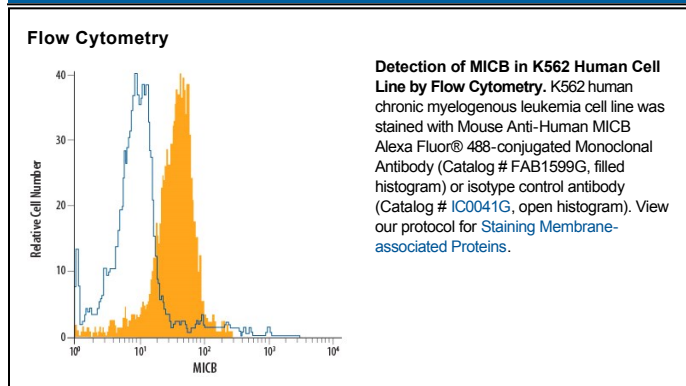 Flow Cytometry
40
30
20
10
0
Relative Cell Number
10⁰ 10¹ 10² 10³ 10⁴
MICB
Detection of MICB in K562 Human Cell
Line by Flow Cytometry. K562 human
chronic myelogenous leukemia cell line was
stained with Mouse Anti-Human MICB
Alexa Fluor® 488-conjugated Monoclonal
Antibody (Catalog # FAB1599G, filled
histogram) or isotype control antibody
(Catalog # IC0041G, open histogram). View
our protocol for Staining Membrane-
associated Proteins.